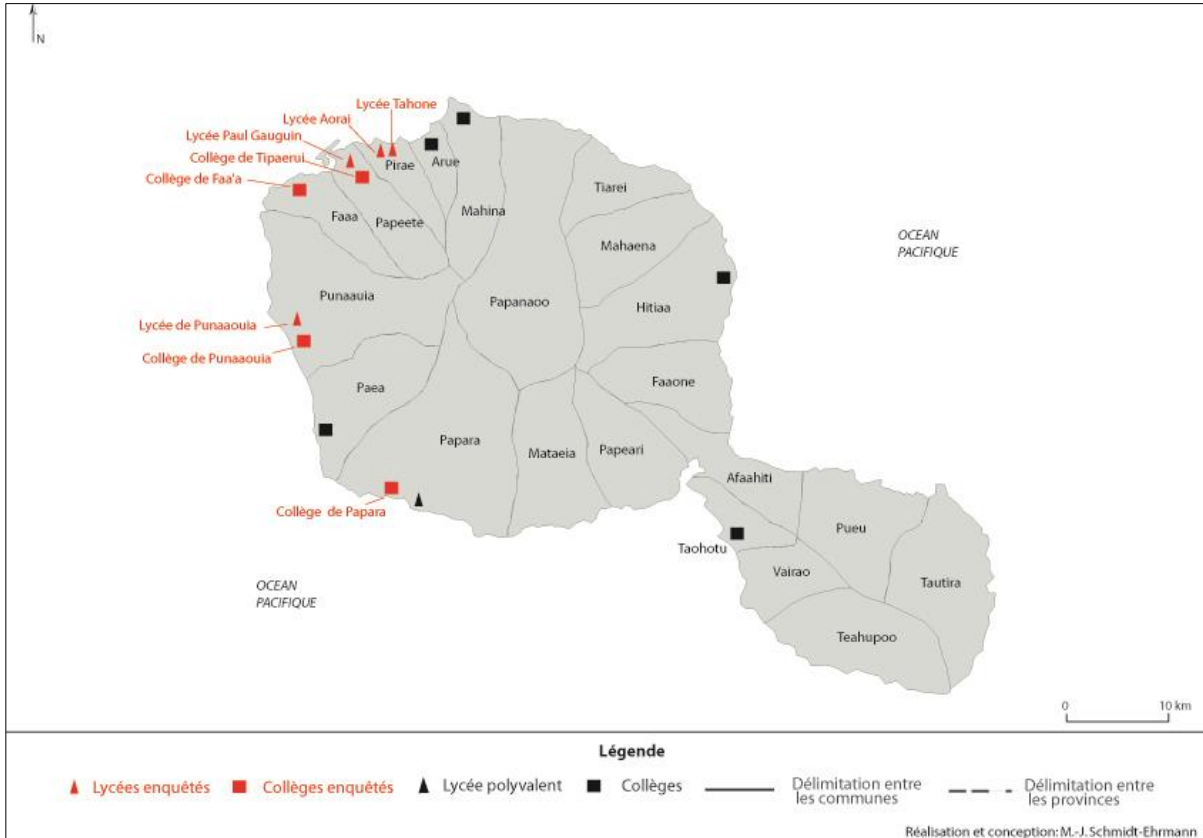 N
Lycée Tahone
Lycée Aorai
Lycée Paul Gauguin
Collège de Tipaerui
Collège de Faa'a
Pirae
Arue
Mahina
Tiarei
Faaa
Papeete
Mahaena
OCEAN
PACIFIQUE
Punaauia
Papanaoo
Hitiaa
Lycée de Punaaouia
Collège de Punaaouia
Paea
Faaone
Papara
Mataeia
Papeari
Afaahiti
Collège de Papara
Pueu
Taohotu
Vairao
Tautira
OCEAN
PACIFIQUE
Teahupoo
0 10 km
Légende
Lycées enquêtés
Collèges enquêtés
Lycée polyvalent
Collèges
Délimitation entre
les communes
Délimitation entre
les provinces
Réalisation et conception: M.-J. Schmidt-Ehrmann